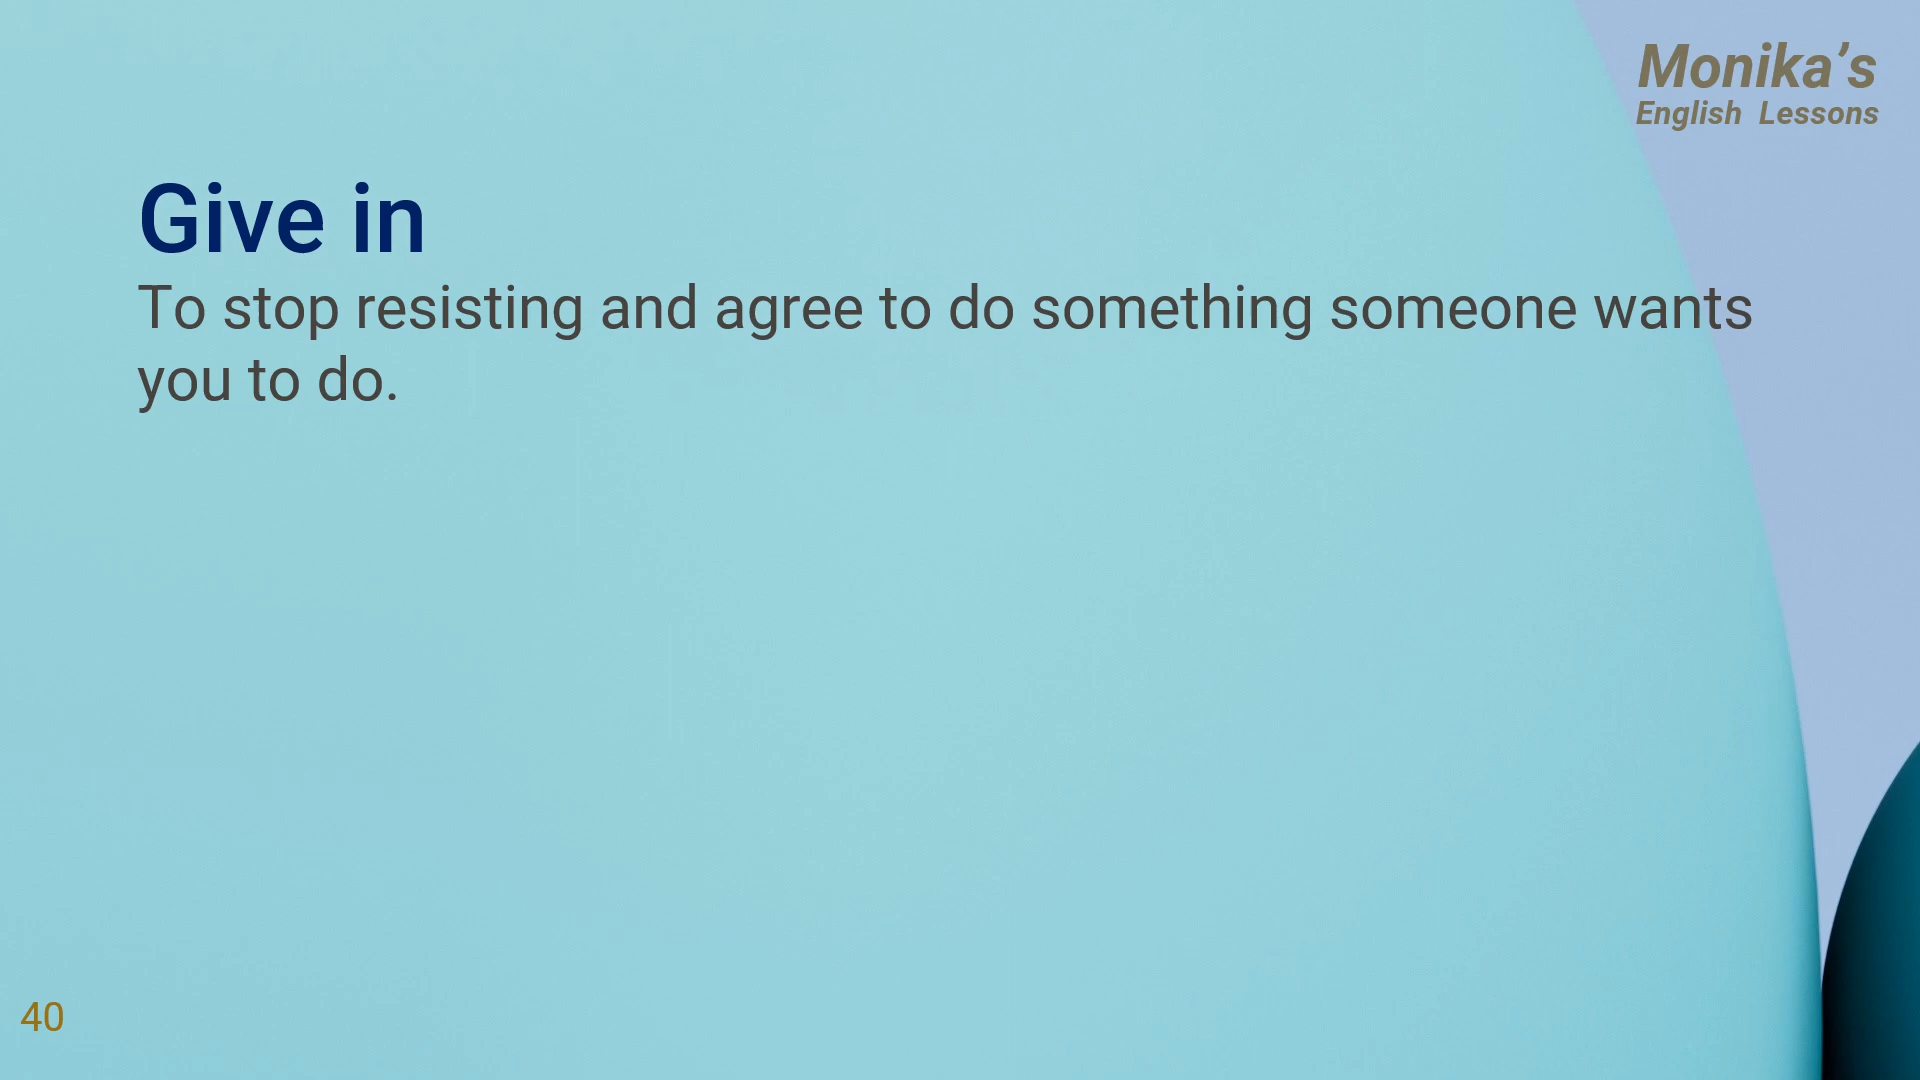 Monika’s
English Lessons
Give in
To stop resisting and agree to do something someone wants
you to do.
40